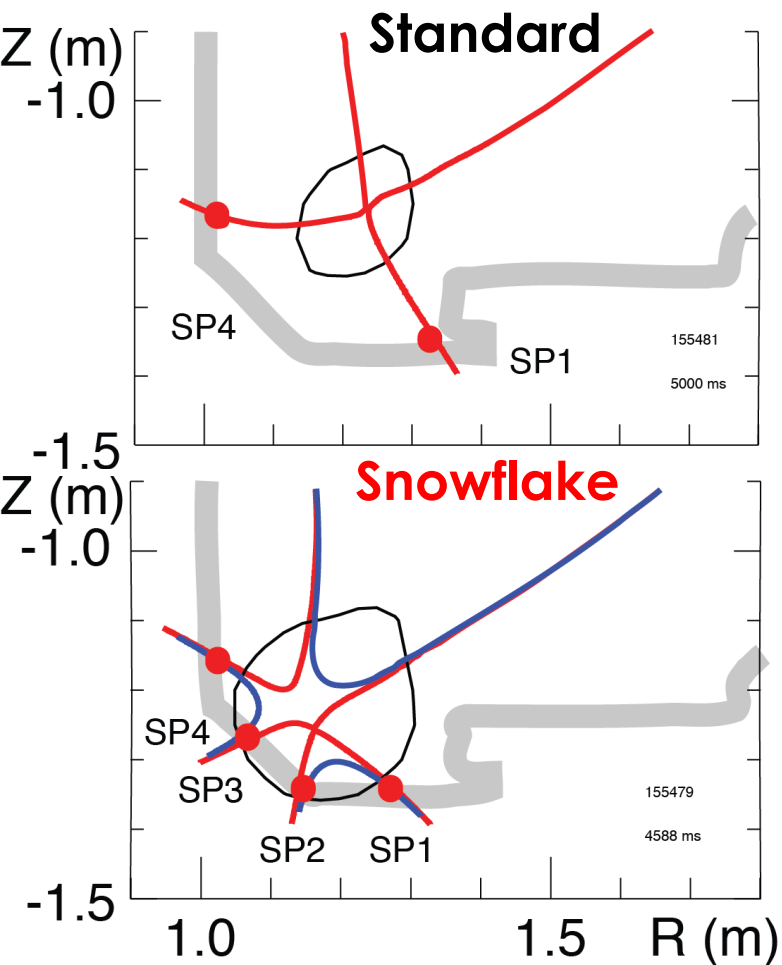 Standard
Z (m)
-1.0
SP4
SP1
155481
5000 ms
-1.5
Snowflake
Z (m)
-1.0
SP4
SP3
SP2
SP1
155479
4588 ms
-1.5
1.0 1.5 R (m)